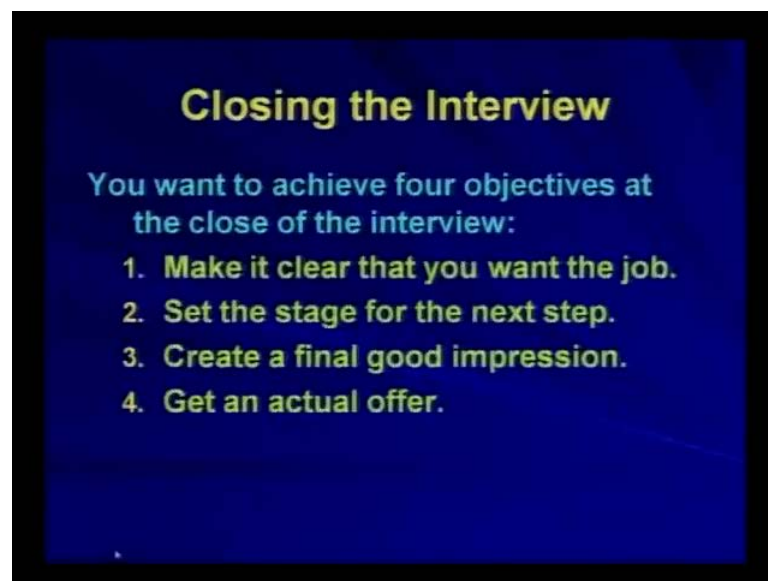 Closing the Interview
You want to achieve four objectives at
the close of the interview:
1. Make it clear that you want the job.
2. Set the stage for the next step.
3. Create a final good impression.
4. Get an actual offer.